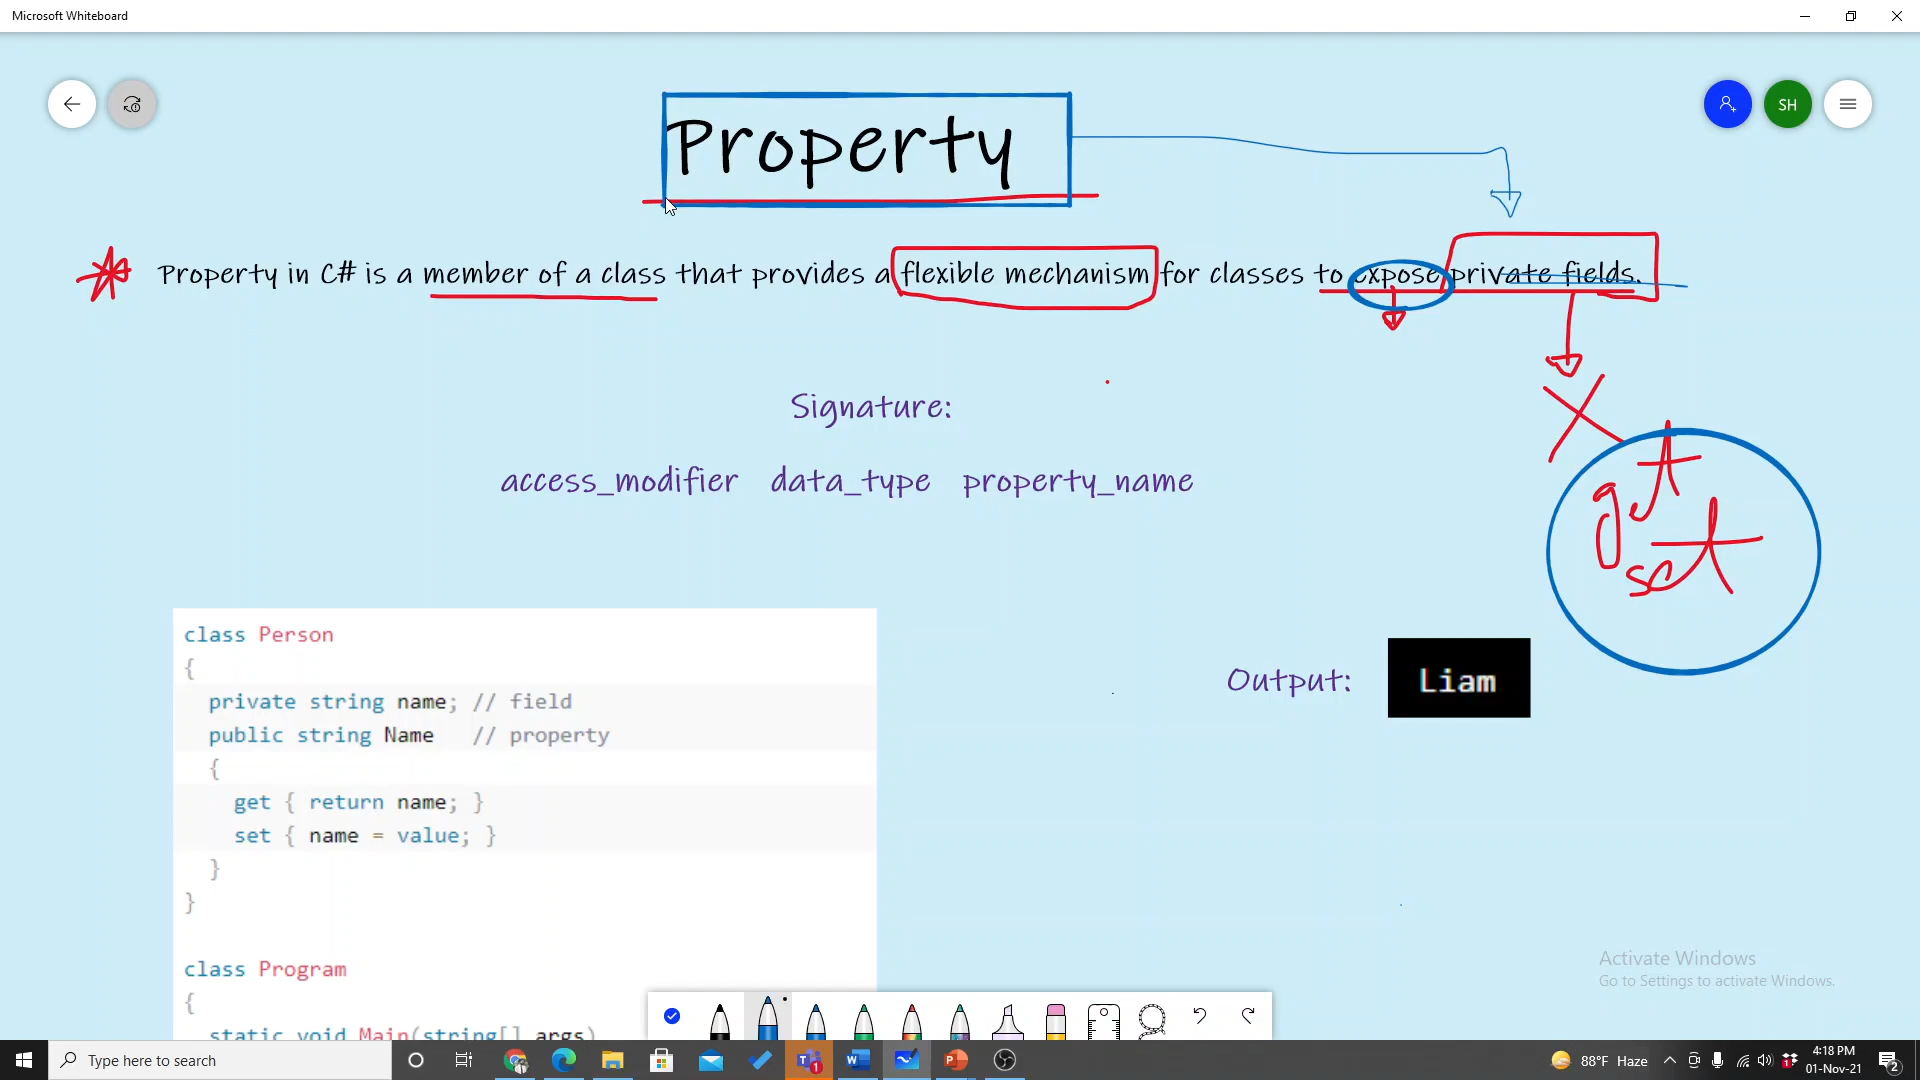 Microsoft Whiteboard
SH
Property
Property in C# is a member of a class that provides a flexible mechanism for classes to expose private fields.
Signature:
access_modifier data_type property_name
get
set
class Person
{
private string name; // field
public string Name // property
{
get { return name; }
set { name = value; }
}
}
class Program
{
static void Main(string[] args)
Output:
Liam
Activate Windows
Go to Settings to activate Windows.
Type here to search
1
88°F Haze
4:18 PM
01-Nov-21
2